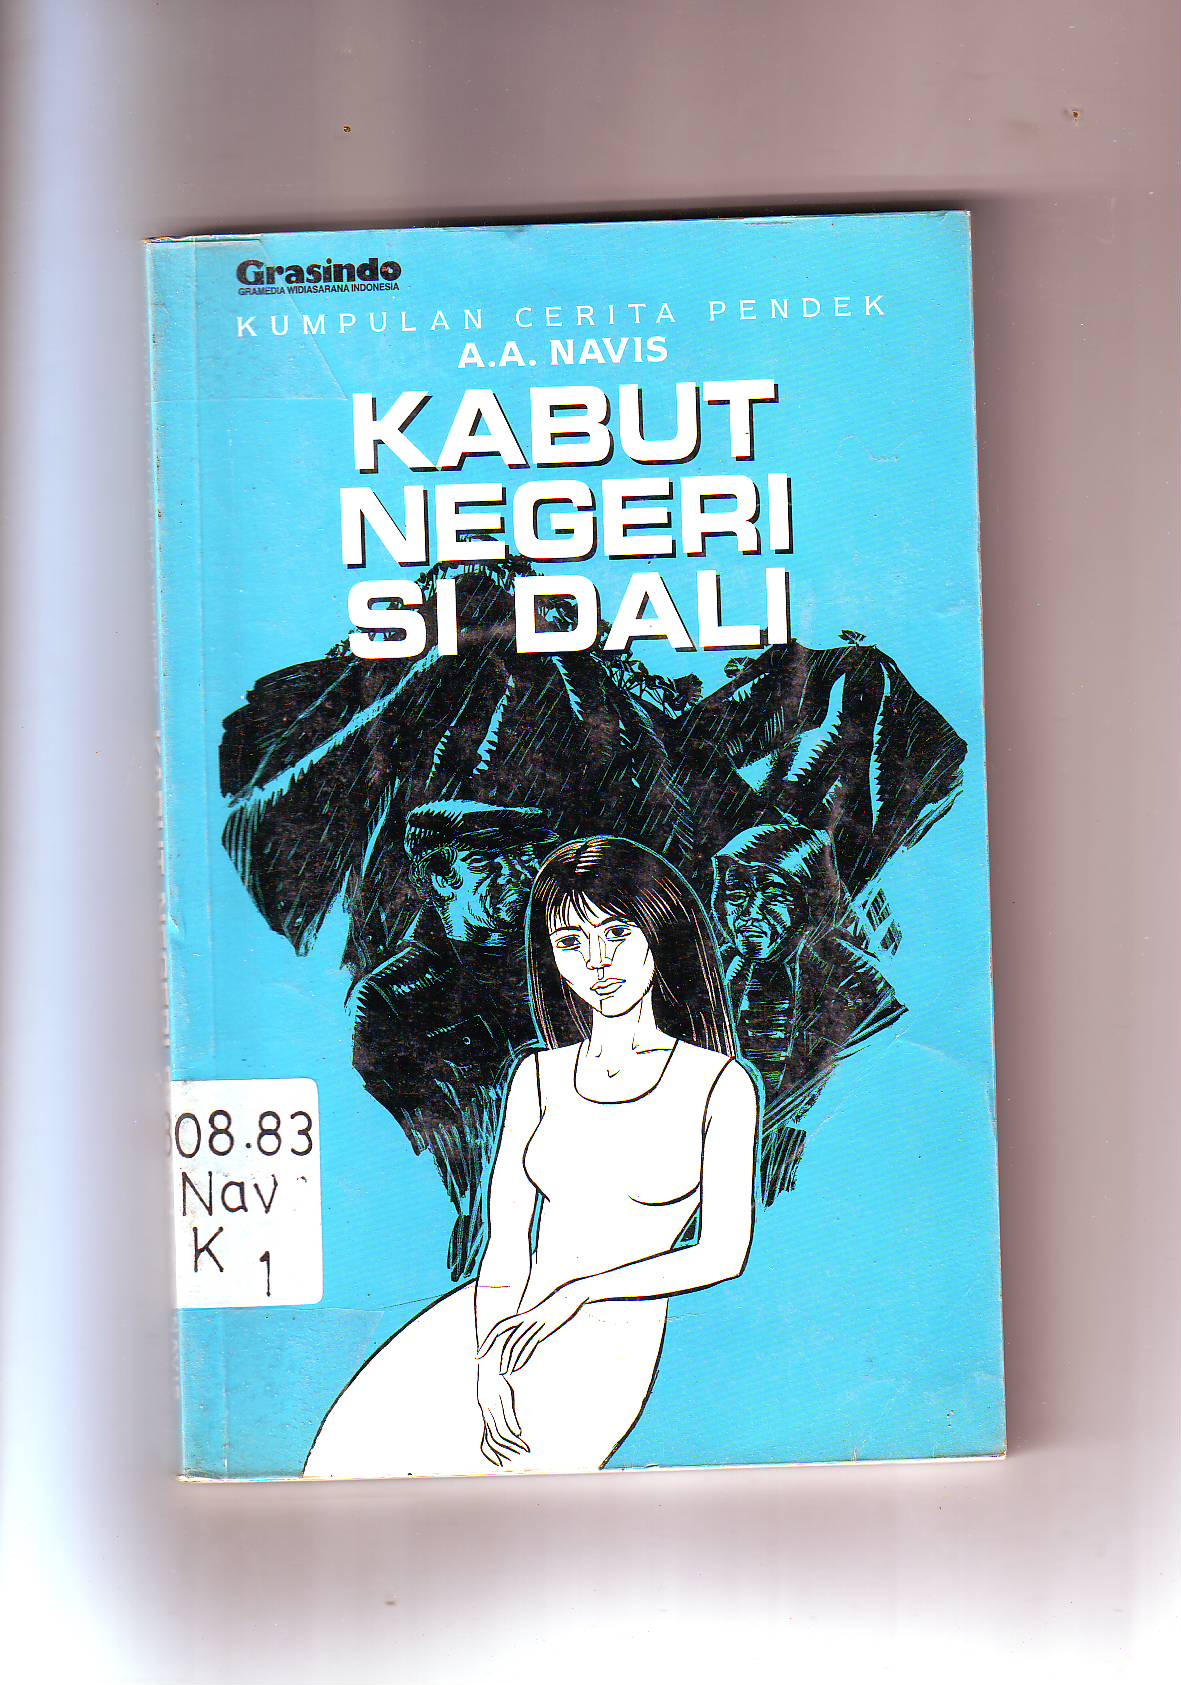 Grasindo
GRAMEDIA WIDIASARANA INDONESIA
KUMPULAN CERITA PENDEK
A.A. NAVIS
KABUT
NEGERI
SI DALI
08.83
Nav
K 1